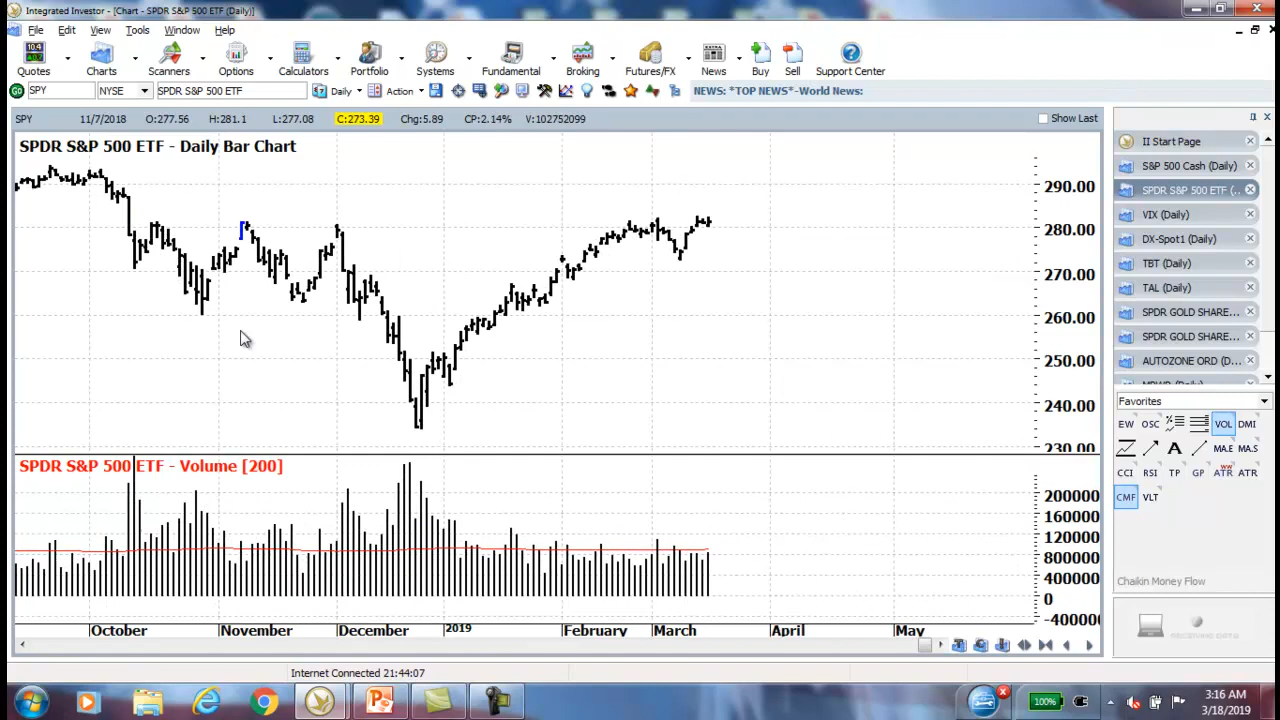 Integrated Investor - [Chart - SPDR S&P 500 ETF (Daily)]
File Edit View Tools Window Help
Quotes Charts Scanners Options Calculators Portfolio Systems Fundamental Broking Futures/FX News Buy Sell Support Center
GO SPY NYSE SPDR S&P 500 ETF Daily Action NEWS: *TOP NEWS*-World News:
SPY 11/7/2018 O:277.56 H:281.1 L:277.08 C:273.39 Chg:5.89 CP:2.14% V:102752099 Show Last
SPDR S&P 500 ETF - Daily Bar Chart
290.00
280.00
270.00
260.00
250.00
240.00
230.00
SPDR S&P 500 ETF - Volume [200]
200000
160000
120000
800000
400000
0
-400000
October November December 2019 February March April May
II Start Page
S&P 500 Cash (Daily)
SPDR S&P 500 ETF (...
VIX (Daily)
DX-Spot1 (Daily)
TBT (Daily)
TAL (Daily)
SPDR GOLD SHARE...
SPDR GOLD SHARE...
AUTOZONE ORD (D...
Favorites
EW OSC VOL DMI
A MA.E MA.S
CCI RSI TP GP ATR ATR
CMF VLT
Chaikin Money Flow
Internet Connected 21:44:07
100%
3:16 AM
3/18/2019